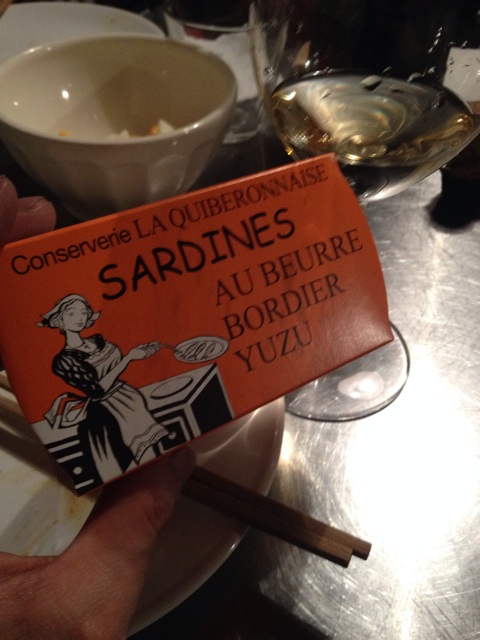 Conserverie LA QUIBERONNAISE
SARDINES
AU BEURRE
BORDIER
YUZU